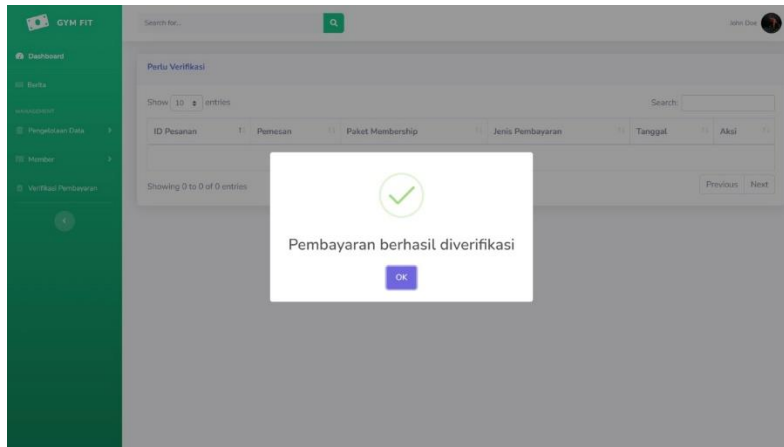 GYM FIT
Search for...
John Doe
Dashboard
Berita
MANAGEMENT
Pengelolaan Data
Member
Verifikasi Pembayaran
Perlu Verifikasi
Show 10 entries
Search:
ID Pesanan Pemesan Paket Membership Jenis Pembayaran Tanggal Aksi
Showing 0 to 0 of 0 entries
Previous Next
Pembayaran berhasil diverifikasi
OK